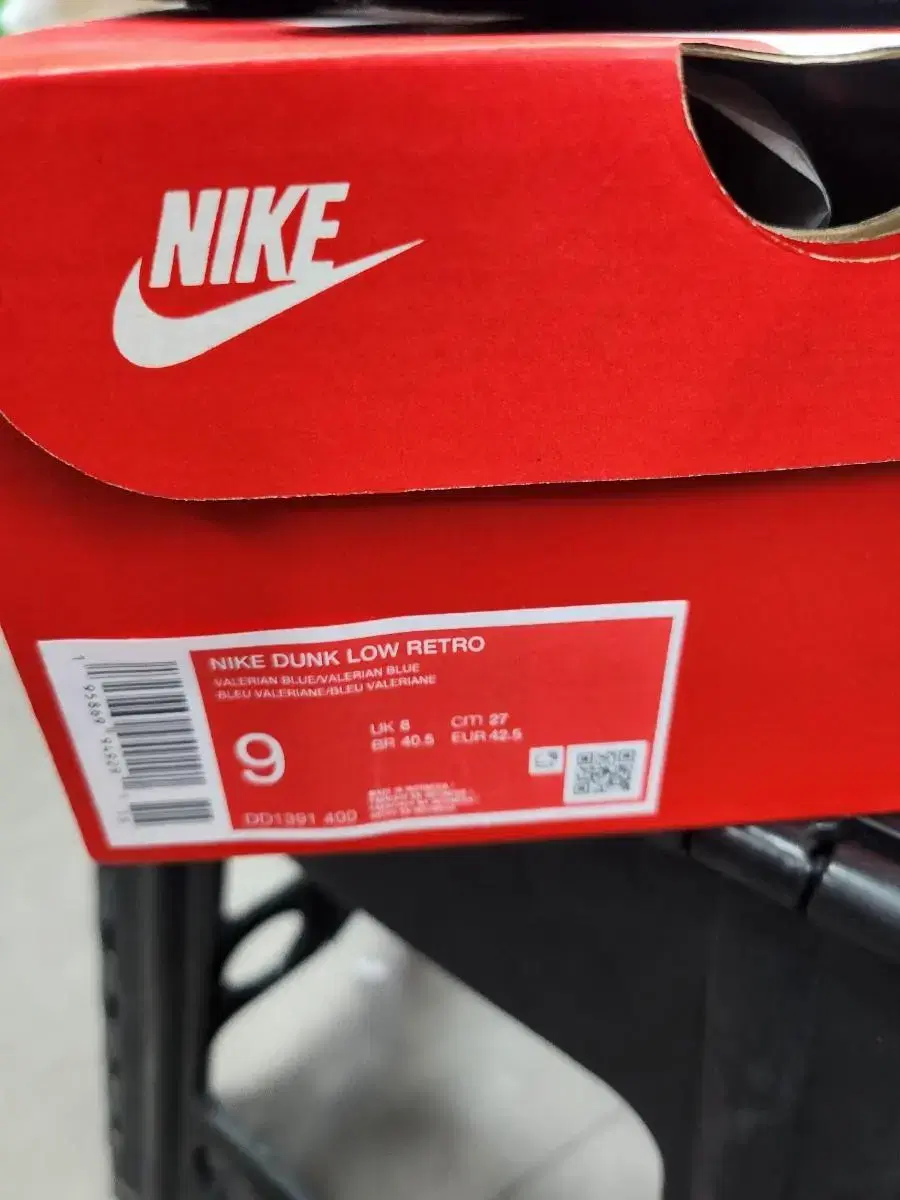 NIKE
NIKE DUNK LOW RETRO
VALERIAN BLUE/VALERIAN BLUE
BLEU VALERIANE/BLEU VALERIANE
9
UK 8 CM 27
BR 40.5 EUR 42.5
DD1391 400